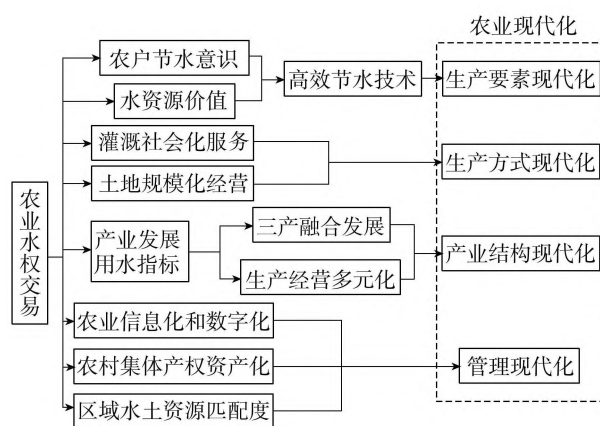 农业现代化
农户节水意识
水资源价值
高效节水技术
生产要素现代化
灌溉社会化服务
土地规模化经营
生产方式现代化
农业水权交易
产业发展
用水指标
三产融合发展
生产经营多元化
产业结构现代化
农业信息化和数字化
农村集体产权资产化
区域水土资源匹配度
管理现代化